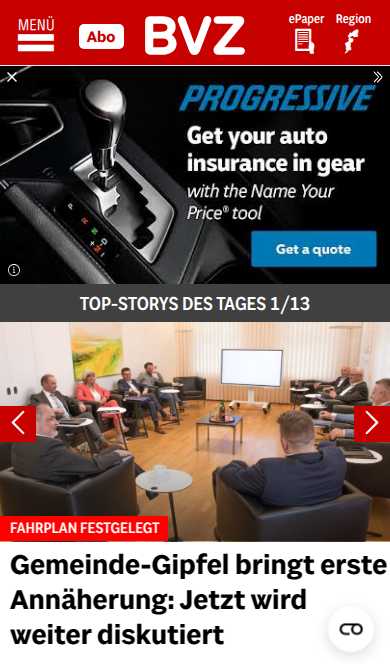 MENÜ
Abo
BVZ
ePaper
Region
PROGRESSIVE
Get your auto
insurance in gear
with the Name Your
Price® tool
Get a quote
TOP-STORYS DES TAGES 1/13
FAHRPLAN FESTGELEGT
Gemeinde-Gipfel bringt erste
Annäherung: Jetzt wird
weiter diskutiert